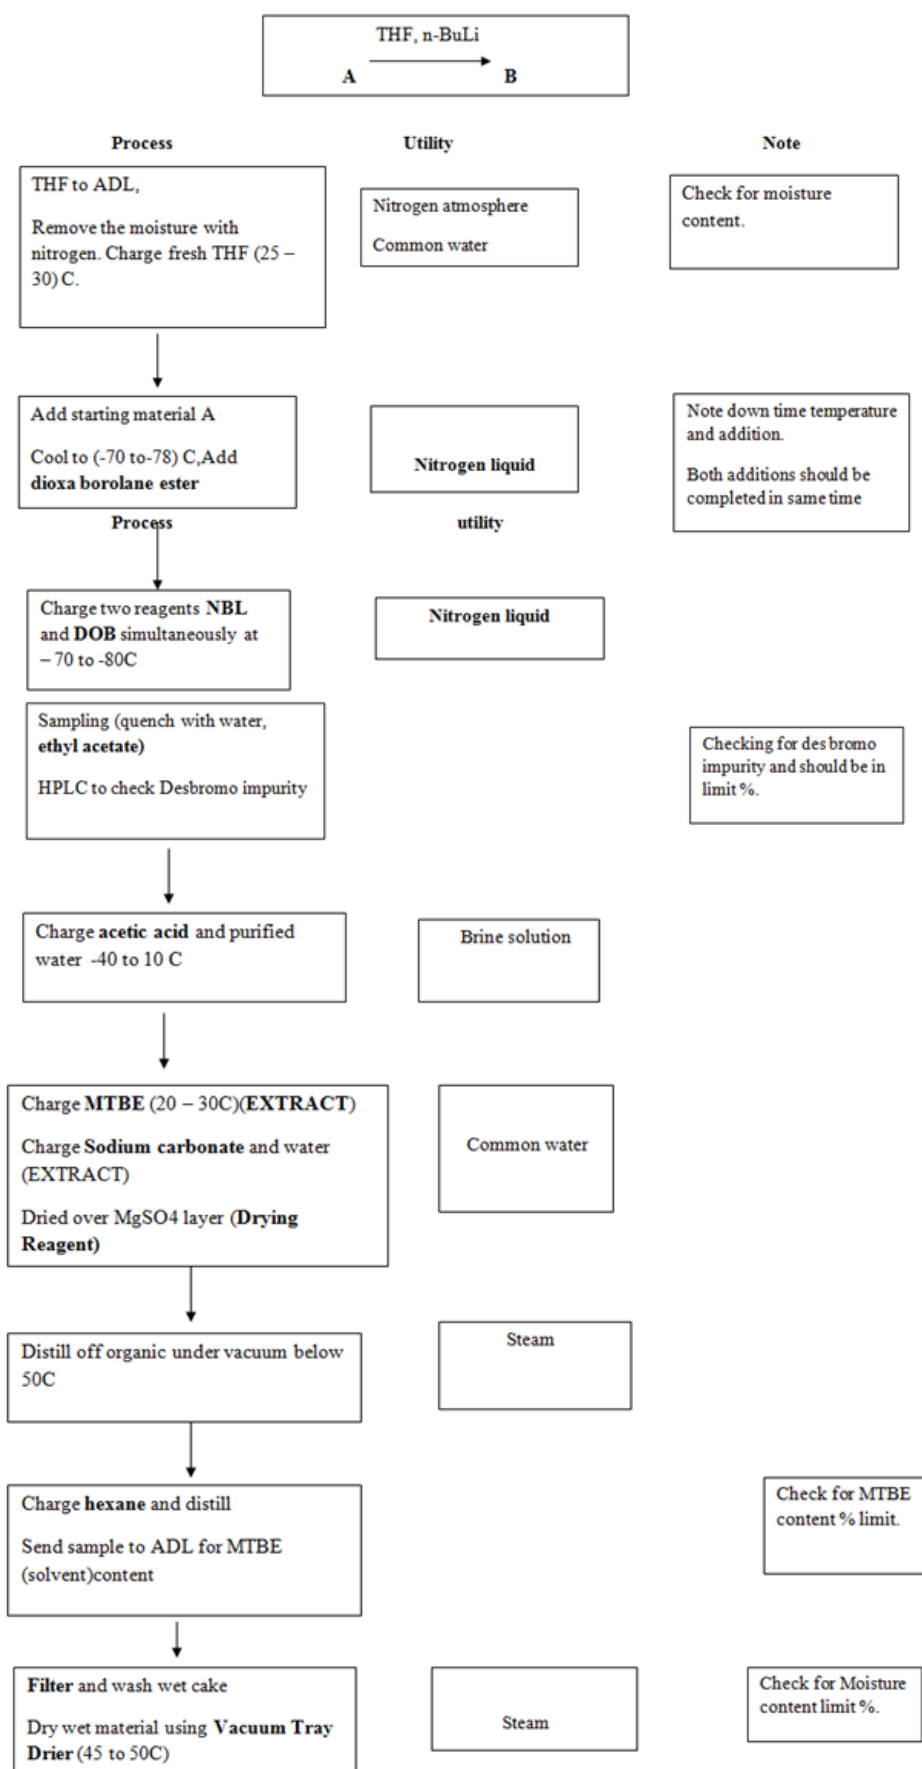 THF, n-BuLi
A B
Process Utility Note
THF to ADL,
Remove the moisture with
nitrogen. Charge fresh THF (25 –
30) C.
Nitrogen atmosphere
Common water
Check for moisture
content.
Add starting material A
Cool to (-70 to-78) C,Add
dioxa borolane ester
Nitrogen liquid
Note down time temperature
and addition.
Both additions should be
completed in same time
Process utility
Charge two reagents NBL
and DOB simultaneously at
– 70 to -80C
Nitrogen liquid
Sampling (quench with water,
ethyl acetate)
HPLC to check Desbromo impurity
Checking for des bromo
impurity and should be in
limit %.
Charge acetic acid and purified
water -40 to 10 C
Brine solution
Charge MTBE (20 – 30C)(EXTRACT)
Charge Sodium carbonate and water
(EXTRACT)
Dried over MgSO4 layer (Drying
Reagent)
Common water
Distill off organic under vacuum below
50C
Steam
Charge hexane and distill
Send sample to ADL for MTBE
(solvent)content
Check for MTBE
content % limit.
Filter and wash wet cake
Dry wet material using Vacuum Tray
Drier (45 to 50C)
Steam
Check for Moisture
content limit %.